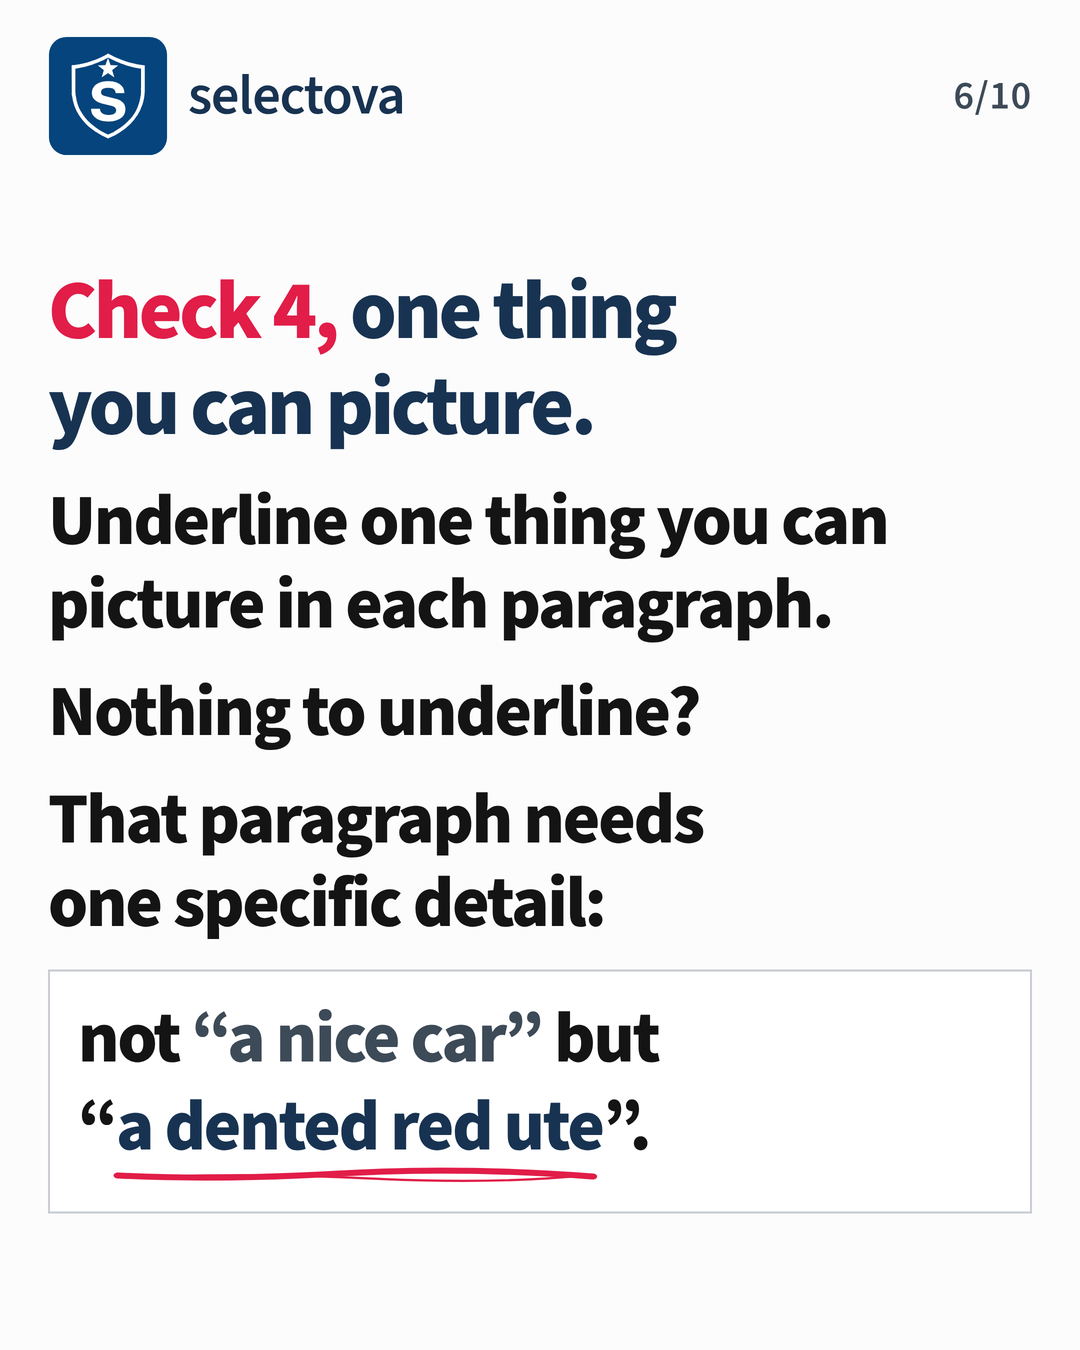 S
selectova
6/10
Check 4, one thing
you can picture.
Underline one thing you can
picture in each paragraph.
Nothing to underline?
That paragraph needs
one specific detail:
not “a nice car” but
“a dented red ute”.